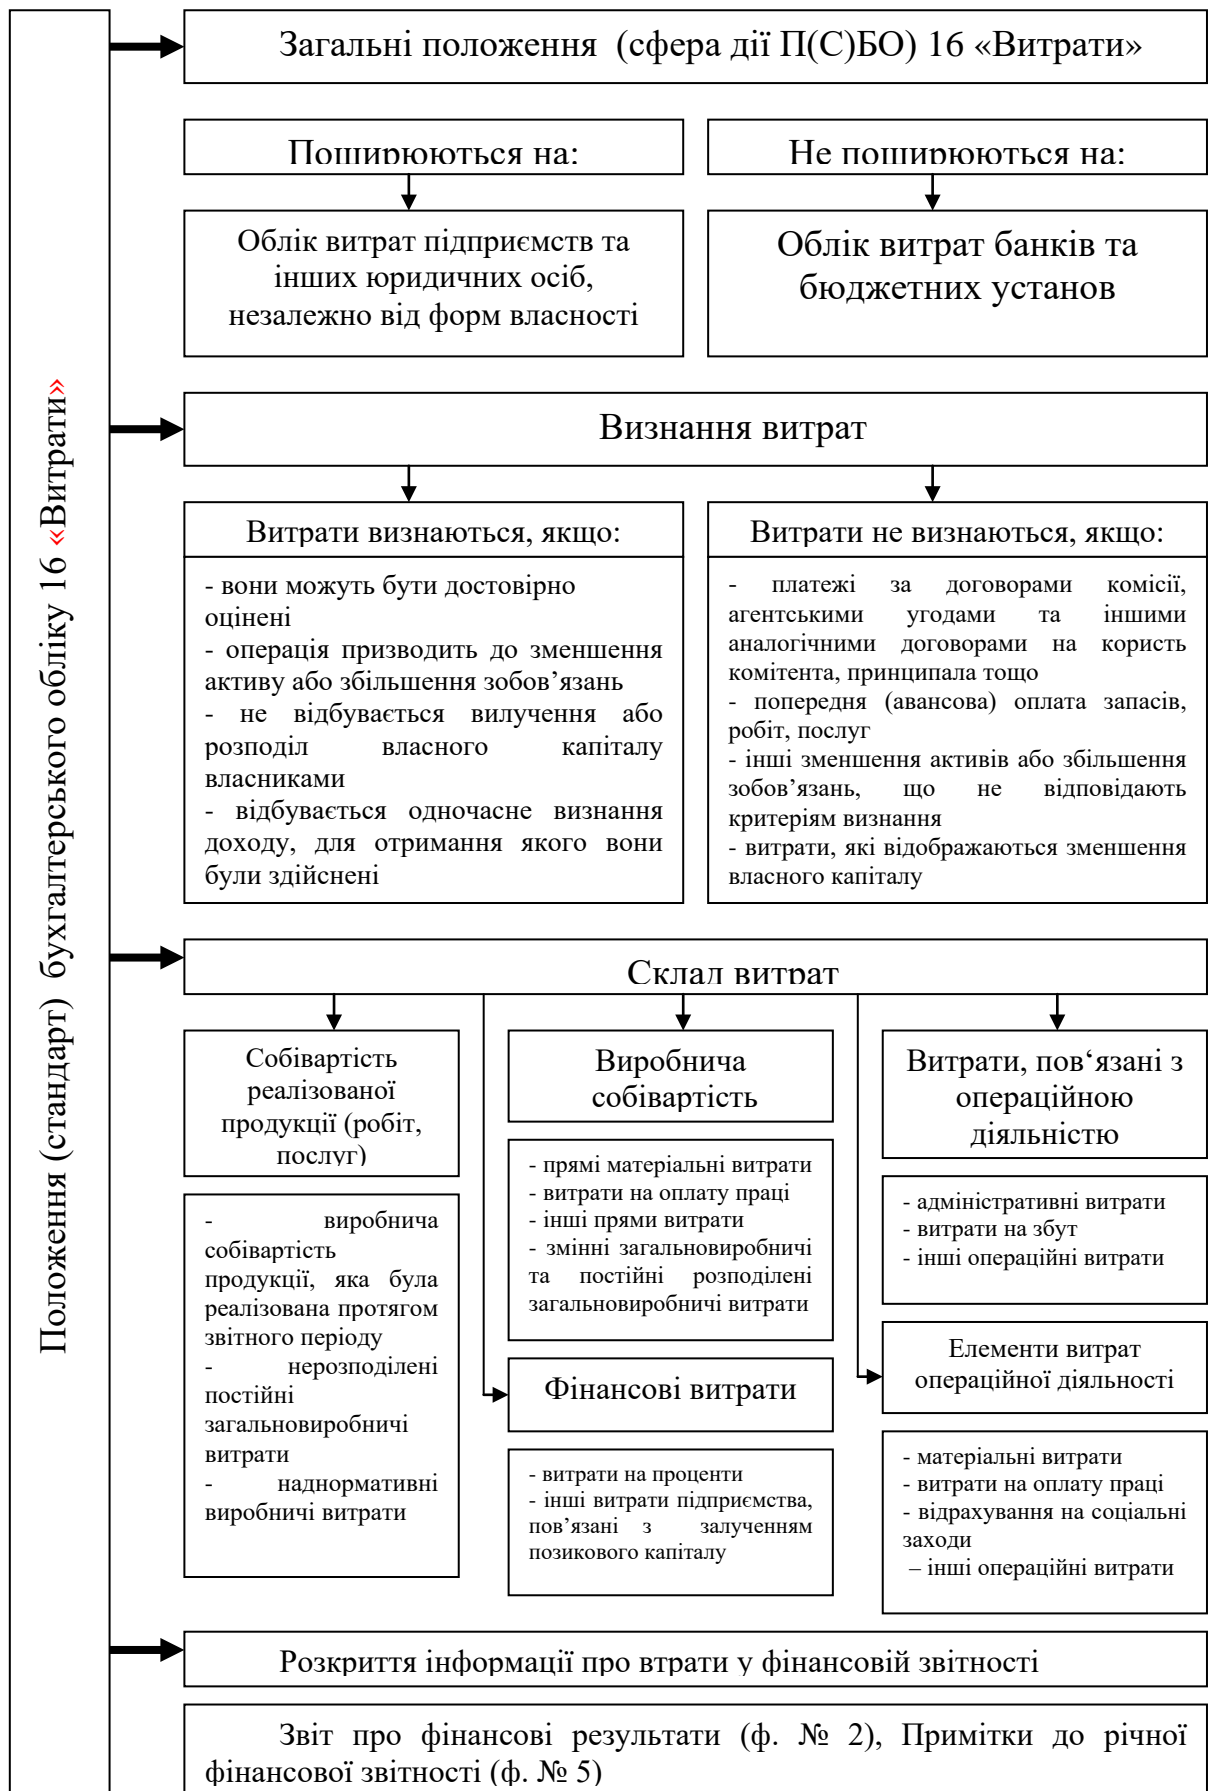 Положення (стандарт) бухгалтерського обліку 16 «Витрати»
Загальні положення (сфера дії П(С)БО) 16 «Витрати»
Поширюються на:
Не поширюються на:
Облік витрат підприємств та
інших юридичних осіб,
незалежно від форм власності
Облік витрат банків та
бюджетних установ
Визнання витрат
Витрати визнаються, якщо:
- вони можуть бути достовірно
оцінені
- операція призводить до зменшення
активу або збільшення зобов’язань
- не відбувається вилучення або
розподіл власного капіталу
власниками
- відбувається одночасне визнання
доходу, для отримання якого вони
були здійснені
Витрати не визнаються, якщо:
- платежі за договорами комісії,
агентськими угодами та іншими
аналогічними договорами на користь
комітента, принципала тощо
- попередня (авансова) оплата запасів,
робіт, послуг
- інші зменшення активів або збільшення
зобов’язань, що не відповідають
критеріям визнання
- витрати, які відображаються зменшення
власного капіталу
Склад витрат
Собівартість
реалізованої
продукції (робіт,
послуг)
- виробнича
собівартість
продукції, яка була
реалізована протягом
звітного періоду
- нерозподілені
постійні
загальновиробничі
витрати
- наднормативні
виробничі витрати
Виробнича
собівартість
- прямі матеріальні витрати
- витрати на оплату праці
- інші прями витрати
- змінні загальновиробничі
та постійні розподілені
загальновиробничі витрати
Фінансові витрати
- витрати на проценти
- інші витрати підприємства,
пов’язані з залученням
позикового капіталу
Витрати, пов‘язані з
операційною
діяльністю
- адміністративні витрати
- витрати на збут
- інші операційні витрати
Елементи витрат
операційної діяльності
- матеріальні витрати
- витрати на оплату праці
- відрахування на соціальні
заходи
– інші операційні витрати
Розкриття інформації про втрати у фінансовій звітності
Звіт про фінансові результати (ф. № 2), Примітки до річної
фінансової звітності (ф. № 5)